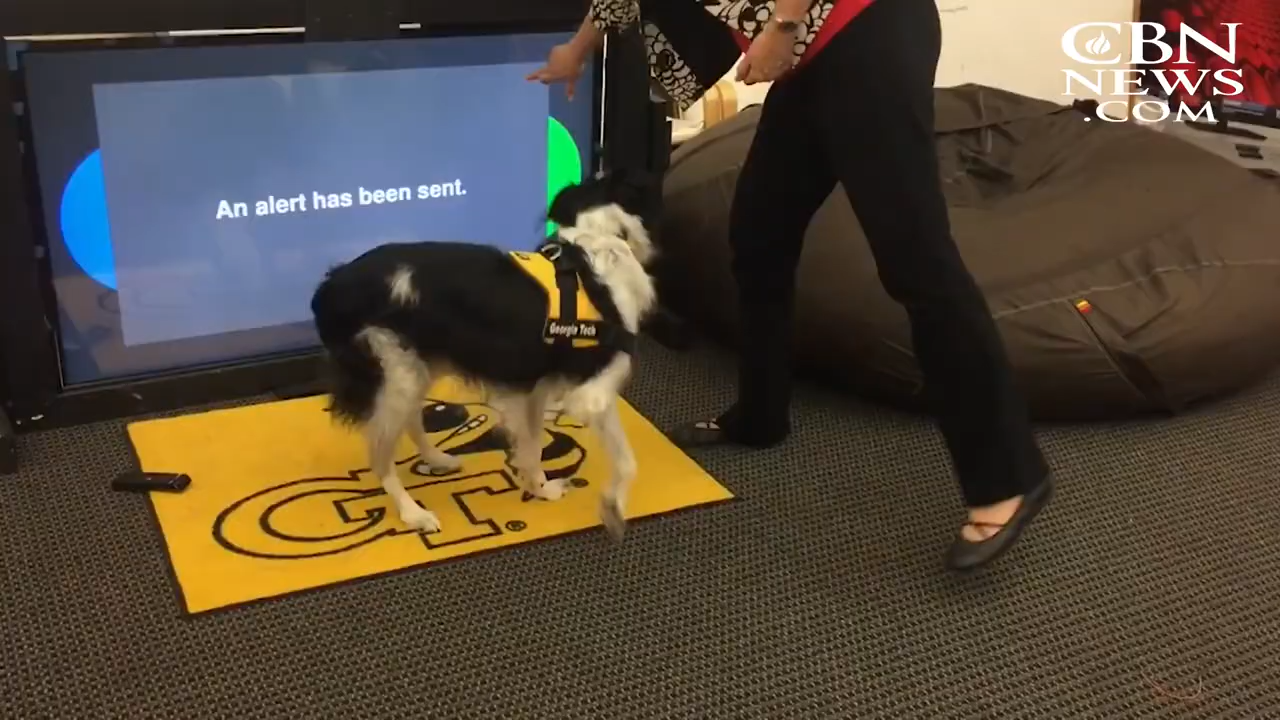 CBN
NEWS
.COM
An alert has been sent.
Georgia Tech
GT
®